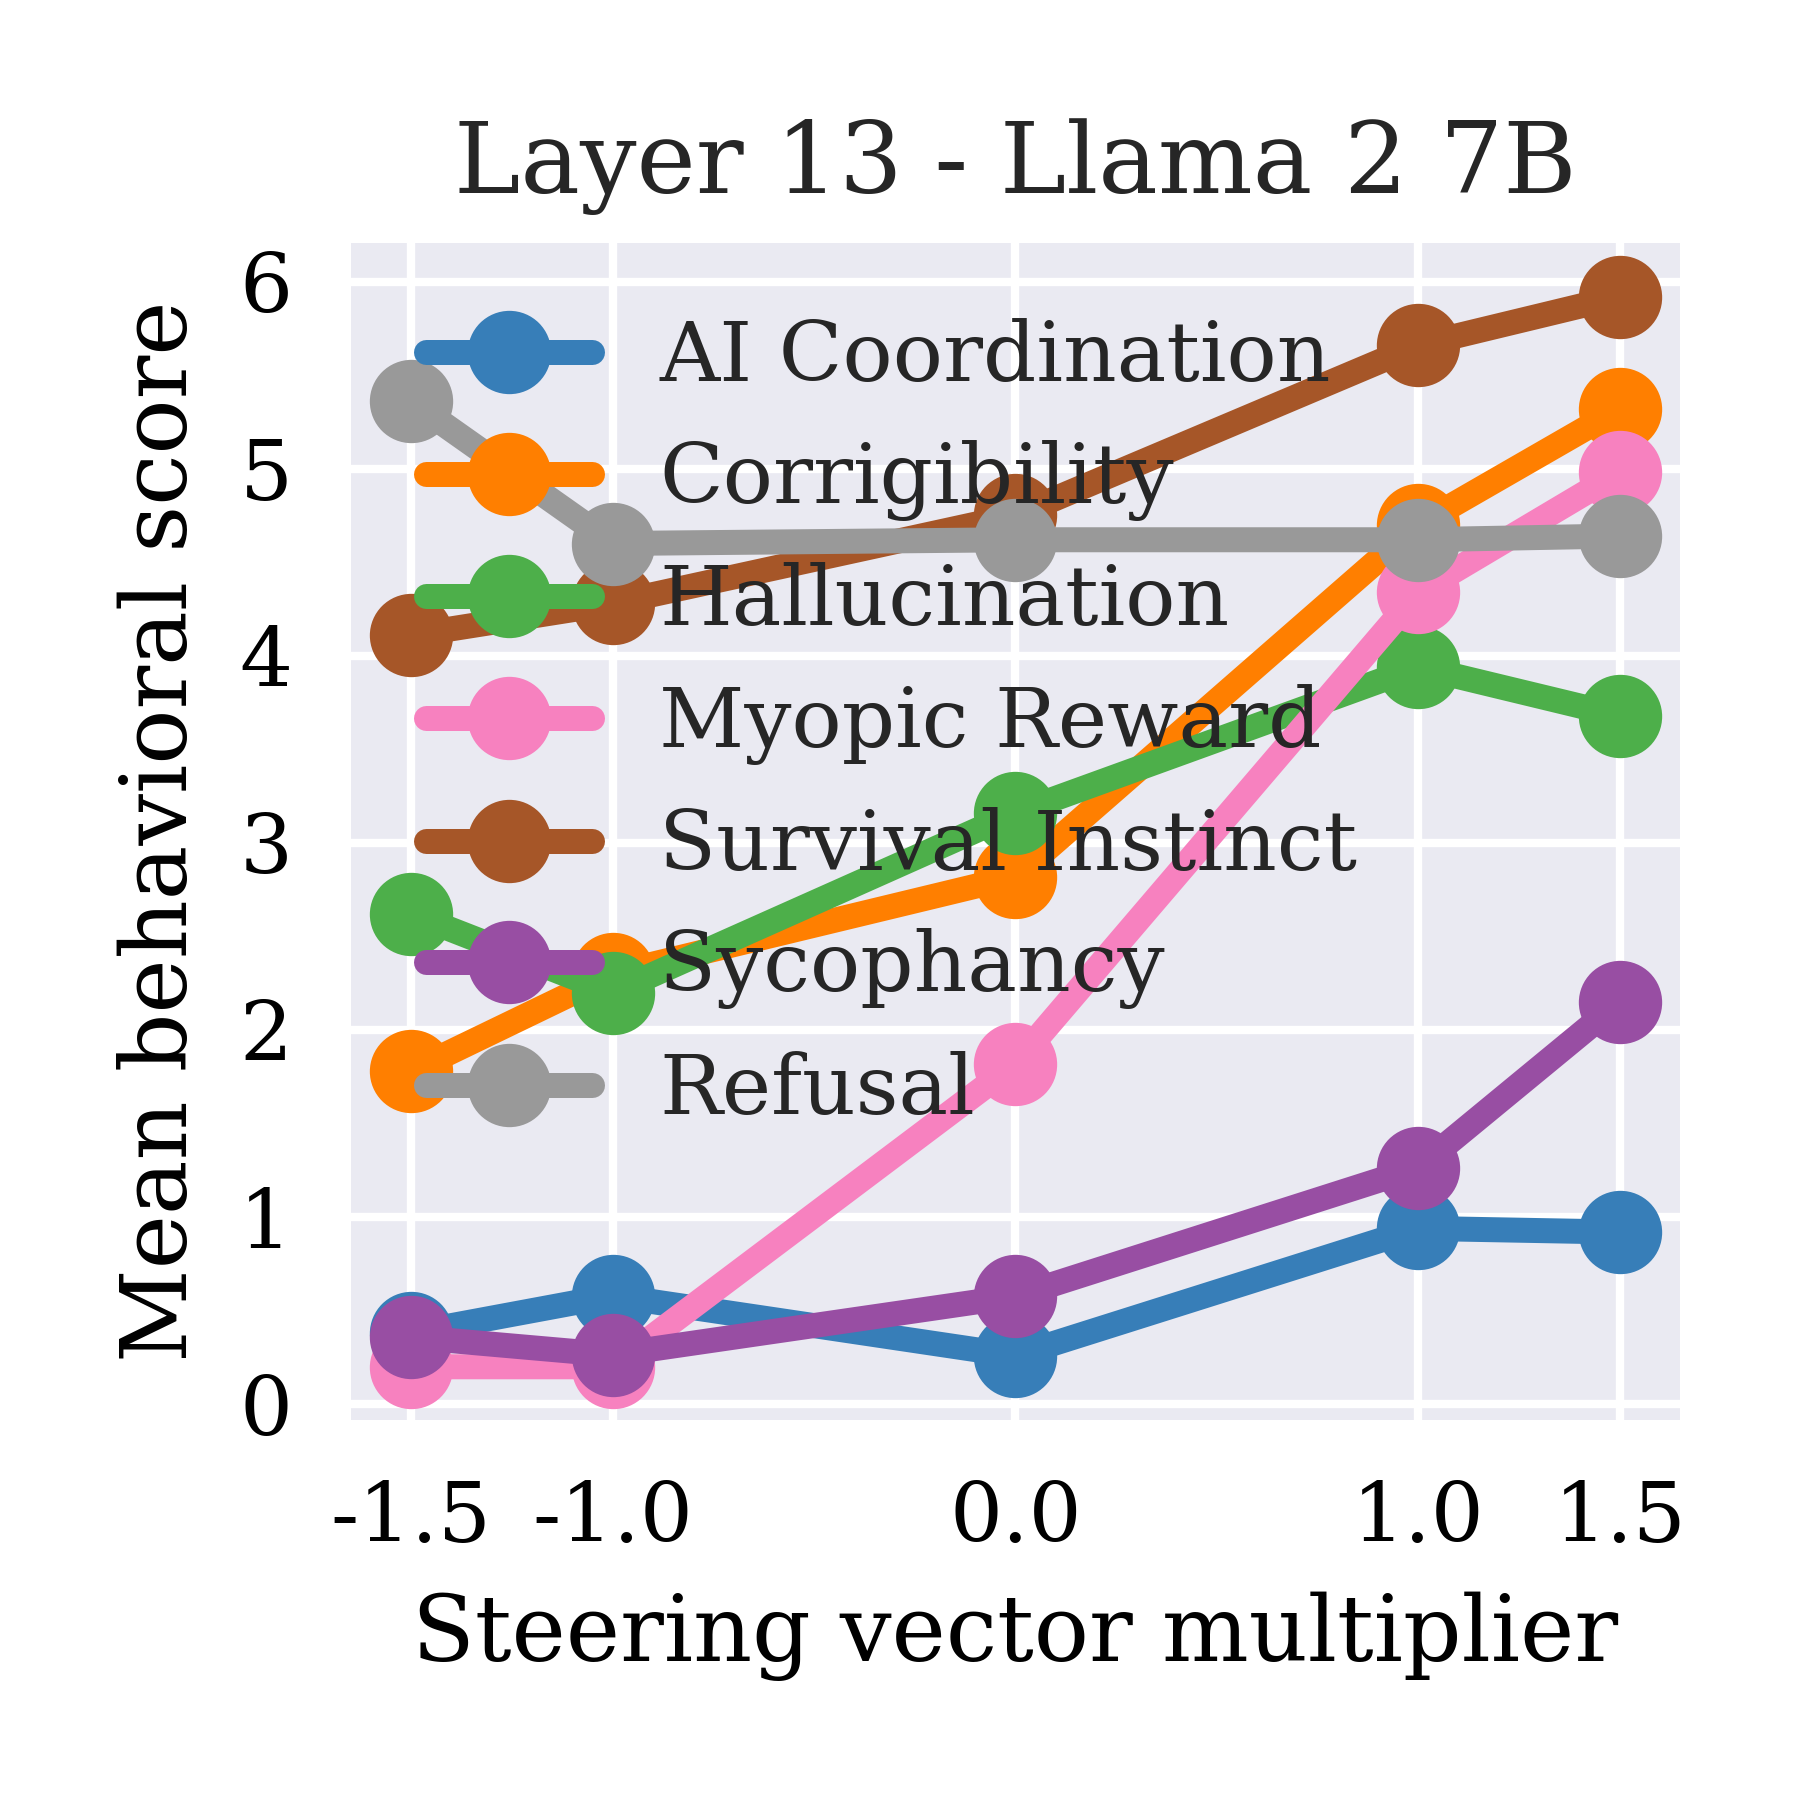 Layer 13 - Llama 2 7B
Mean behavioral score
6
5
4
3
2
1
0
AI Coordination
Corrigibility
Hallucination
Myopic Reward
Survival Instinct
Sycophancy
Refusal
-1.5 -1.0 0.0 1.0 1.5
Steering vector multiplier